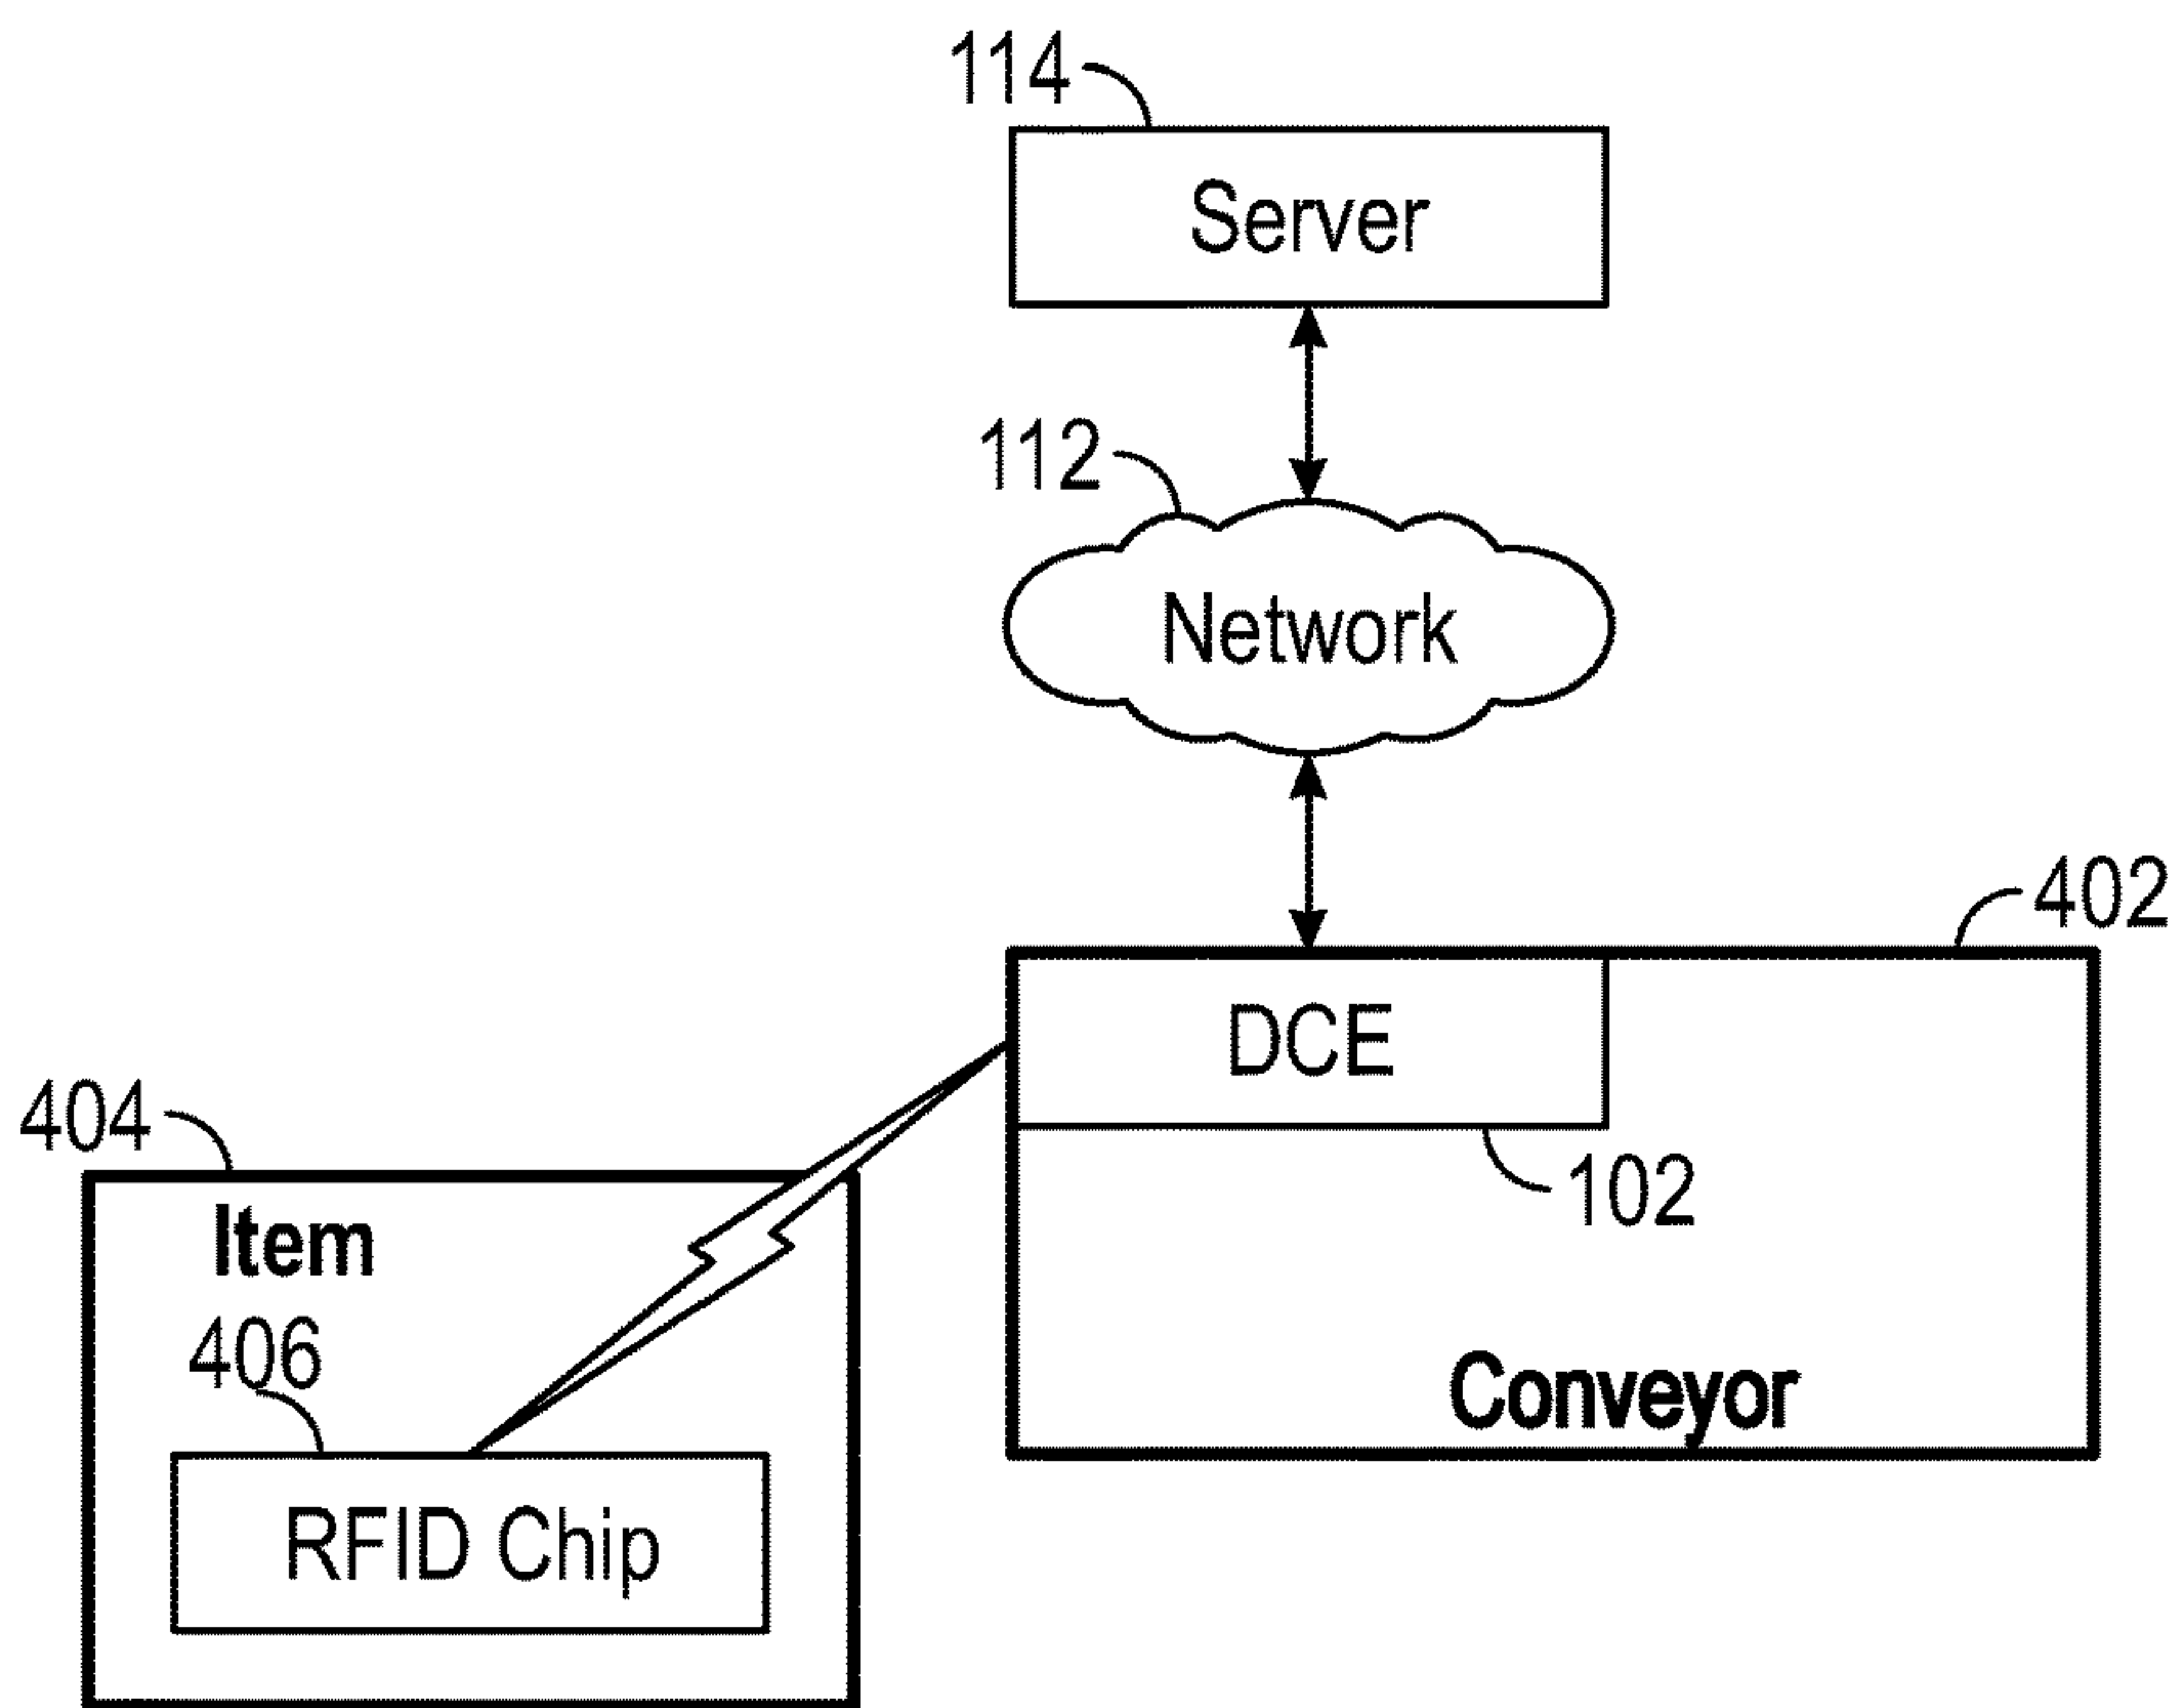 114
Server
112
Network
402
DCE
404
102
Item
406
Conveyor
RFID Chip